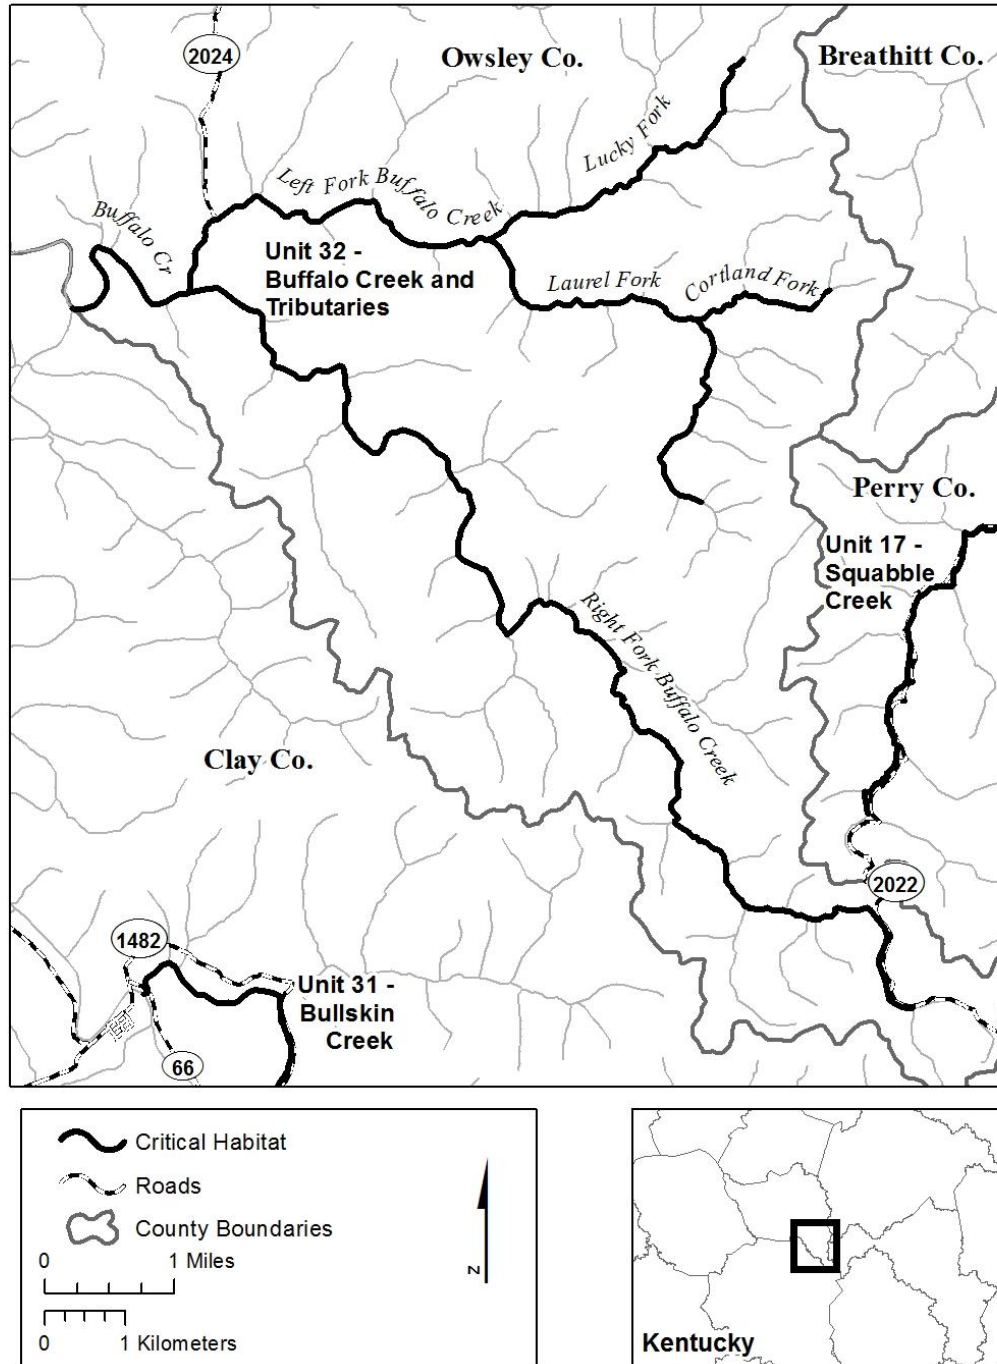 2024
Owsley Co.
Breathitt Co.
Lucky Fork
Left Fork Buffalo Creek
Buffalo Cr
Unit 32 -
Buffalo Creek and
Tributaries
Laurel Fork
Cortland Fork
Perry Co.
Unit 17 -
Squabble
Creek
Right Fork Buffalo Creek
Clay Co.
2022
1482
Unit 31 -
Bullskin
Creek
66
Critical Habitat
Roads
County Boundaries
0 1 Miles
0 1 Kilometers
N
Kentucky